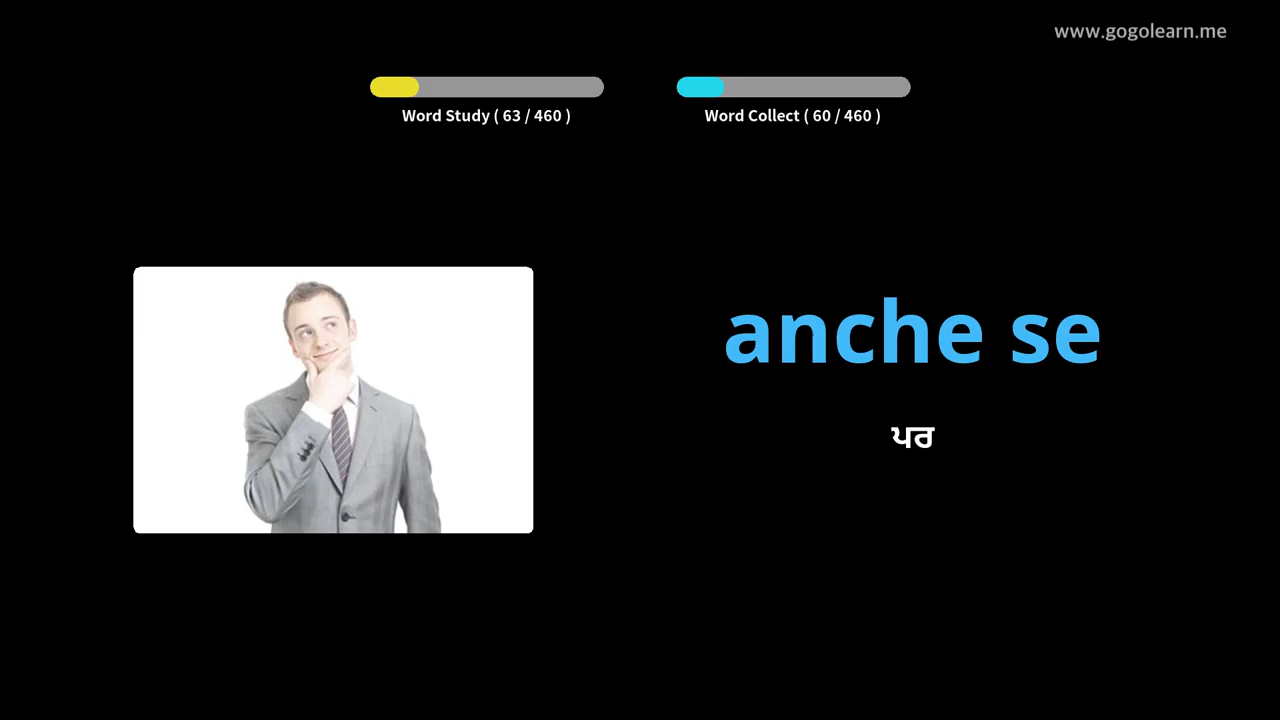 www.gogolearn.me
Word Study ( 63 / 460 )
Word Collect ( 60 / 460 )
anche se
ਪਰ